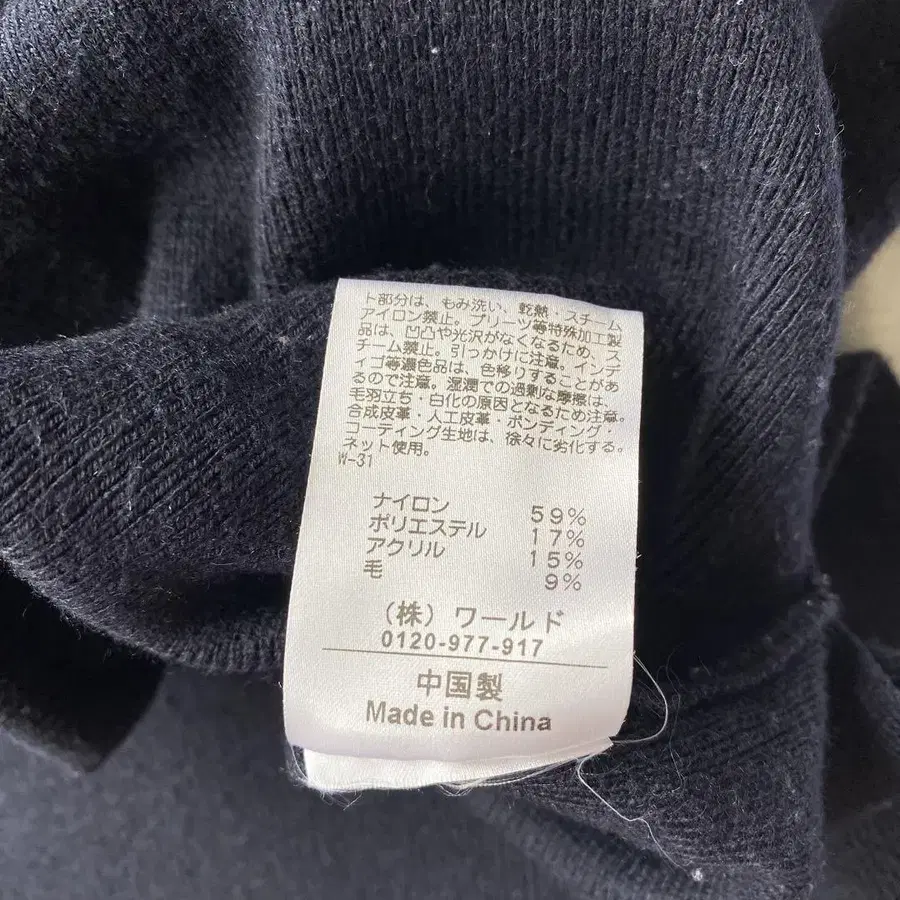 ト部分は、もみ洗い、乾熱・スチーム
アイロン禁止。プリーツ等特殊加工製
品は、凹凸や光沢がなくなるため、ス
チーム禁止。引っかけに注意。インデ
ィゴ等濃色品は、色移りすることがあ
るので注意。湿潤での過剰な摩擦は、
毛羽立ち・白化の原因となるため注意。
合成皮革・人工皮革・ボンディング・
コーティング生地は、徐々に劣化する。
ネット使用。
W-31
ナイロン 59%
ポリエステル 17%
アクリル 15%
毛 9%
(株)ワールド
0120-977-917
中国製
Made in China